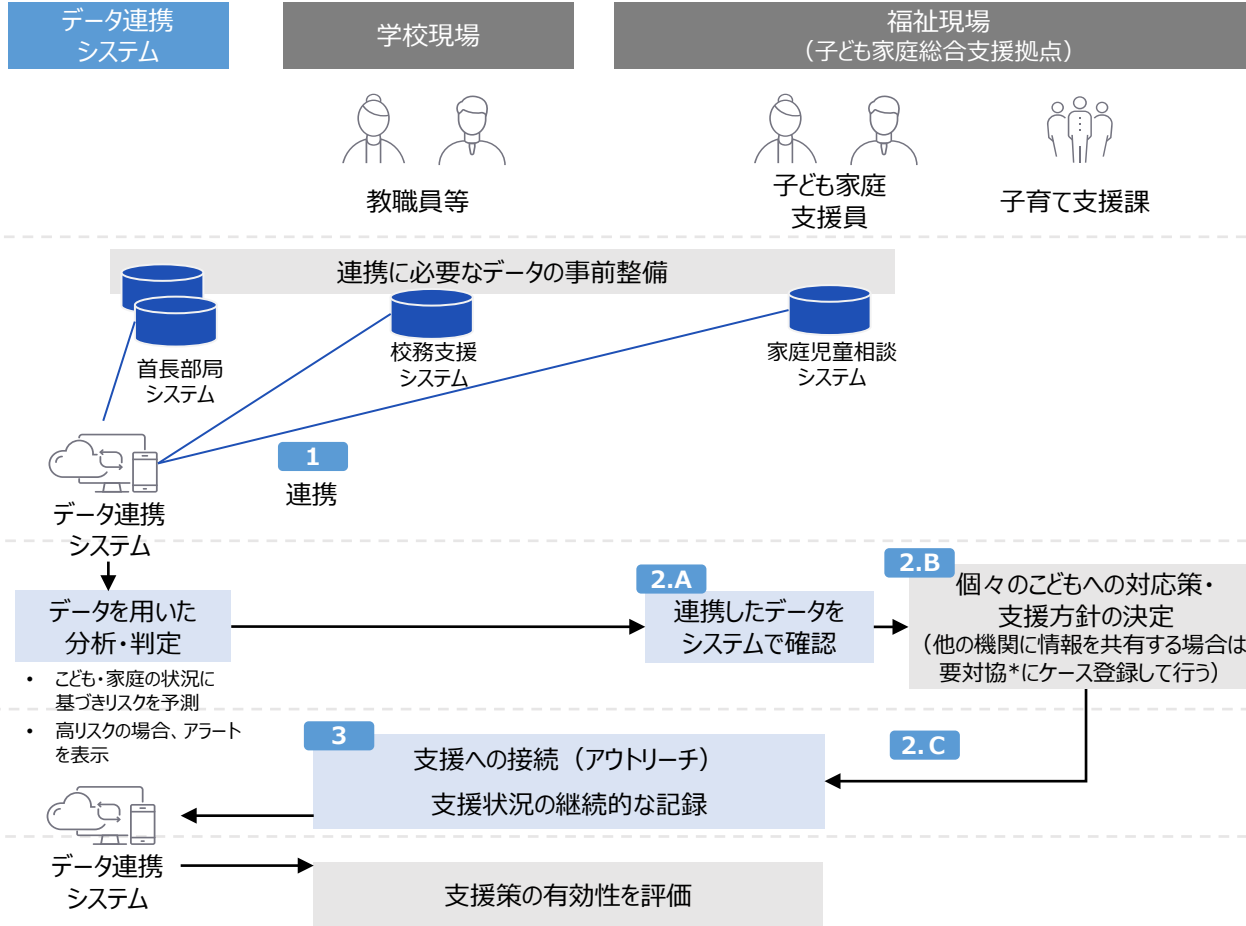 データ連携
システム
学校現場
福祉現場
（子ども家庭総合支援拠点）
教職員等
子ども家庭
支援員
子育て支援課
連携に必要なデータの事前整備
首長部局
システム
校務支援
システム
家庭児童相談
システム
1
連携
データ連携
システム
データを用いた
分析・判定
• こども・家庭の状況に
基づきリスクを予測
• 高リスクの場合、アラート
を表示
2.A
連携したデータを
システムで確認
2.B
個々のこどもへの対応策・
支援方針の決定
（他の機関に情報を共有する場合は
要対協*にケース登録して行う）
2.C
3
支援への接続（アウトリーチ）
支援状況の継続的な記録
データ連携
システム
支援策の有効性を評価